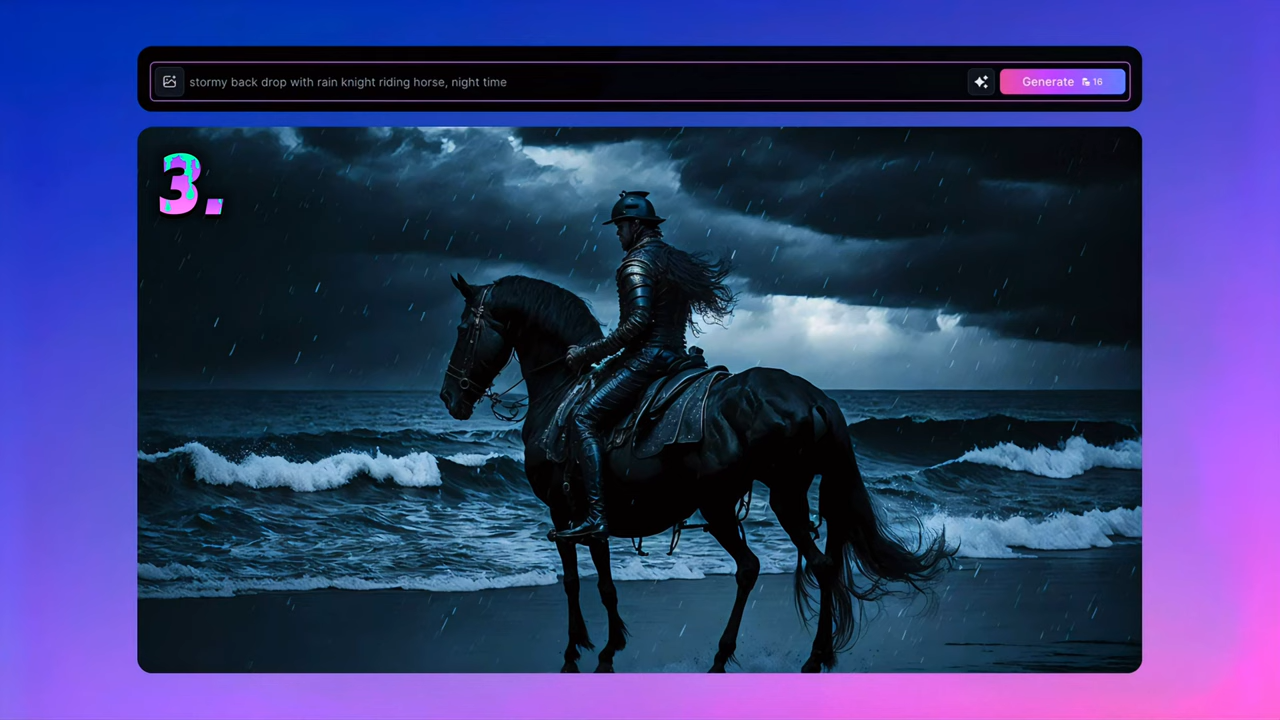 stormy back drop with rain knight riding horse, night time
Generate 16
3.